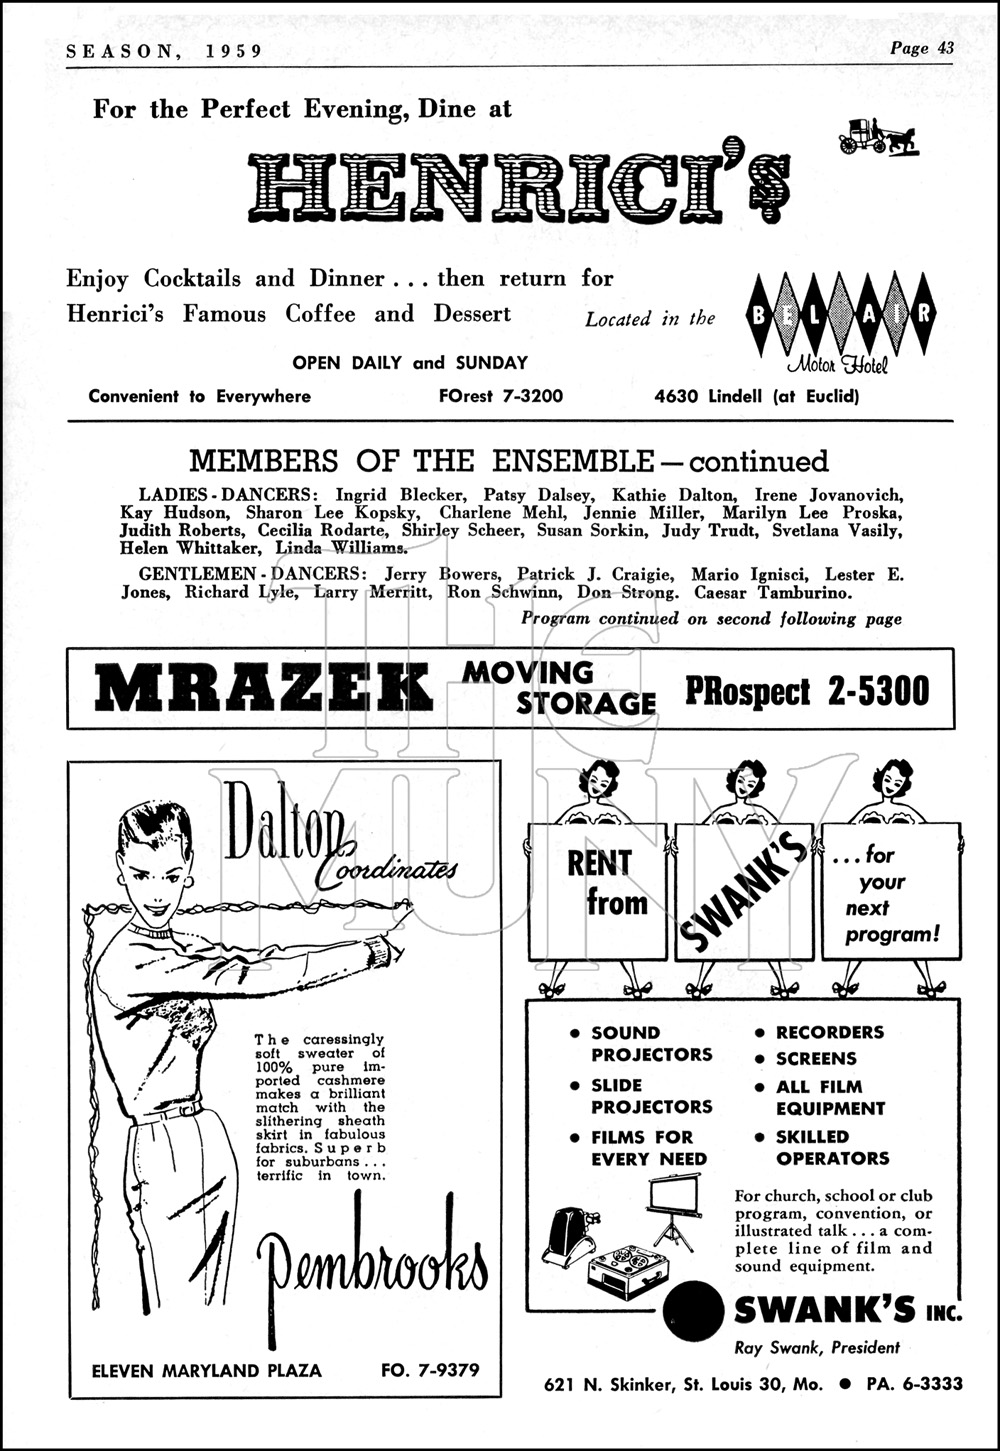 SEASON, 1959
Page 43
For the Perfect Evening, Dine at
HENRICI'S
Enjoy Cocktails and Dinner . . . then return for
Henrici's Famous Coffee and Dessert
Located in the
BEL AIR
Motor Hotel
OPEN DAILY and SUNDAY
Convenient to Everywhere
FOrest 7-3200
4630 Lindell (at Euclid)
MEMBERS OF THE ENSEMBLE — continued
LADIES - DANCERS: Ingrid Blecker, Patsy Dalsey, Kathie Dalton, Irene Jovanovich,
Kay Hudson, Sharon Lee Kopsky, Charlene Mehl, Jennie Miller, Marilyn Lee Proska,
Judith Roberts, Cecilia Rodarte, Shirley Scheer, Susan Sorkin, Judy Trudt, Svetlana Vasily,
Helen Whittaker, Linda Williams.
GENTLEMEN - DANCERS: Jerry Bowers, Patrick J. Craigie, Mario Ignisci, Lester E.
Jones, Richard Lyle, Larry Merritt, Ron Schwinn, Don Strong. Caesar Tamburino.
Program continued on second following page
MRAZEK
MOVING
STORAGE
PRospect 2-5300
THE
MUNY
Dalton
Coordinates
The caressingly
soft sweater of
100% pure im-
ported cashmere
makes a brilliant
match with the
slithering sheath
skirt in fabulous
fabrics. Superb
for suburbans . . .
terrific in town.
Pembrooks
ELEVEN MARYLAND PLAZA
FO. 7-9379
RENT
from
SWANK'S
. . . for
your
next
program!
• SOUND
PROJECTORS
• SLIDE
PROJECTORS
• FILMS FOR
EVERY NEED
• RECORDERS
• SCREENS
• ALL FILM
EQUIPMENT
• SKILLED
OPERATORS
For church, school or club
program, convention, or
illustrated talk . . . a com-
plete line of film and
sound equipment.
SWANK'S INC.
Ray Swank, President
621 N. Skinker, St. Louis 30, Mo. • PA. 6-3333